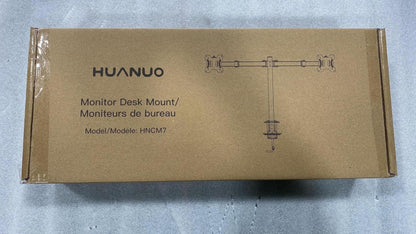 HUANUO
Monitor Desk Mount/
Moniteurs de bureau
Model/Modèle: HNCM7